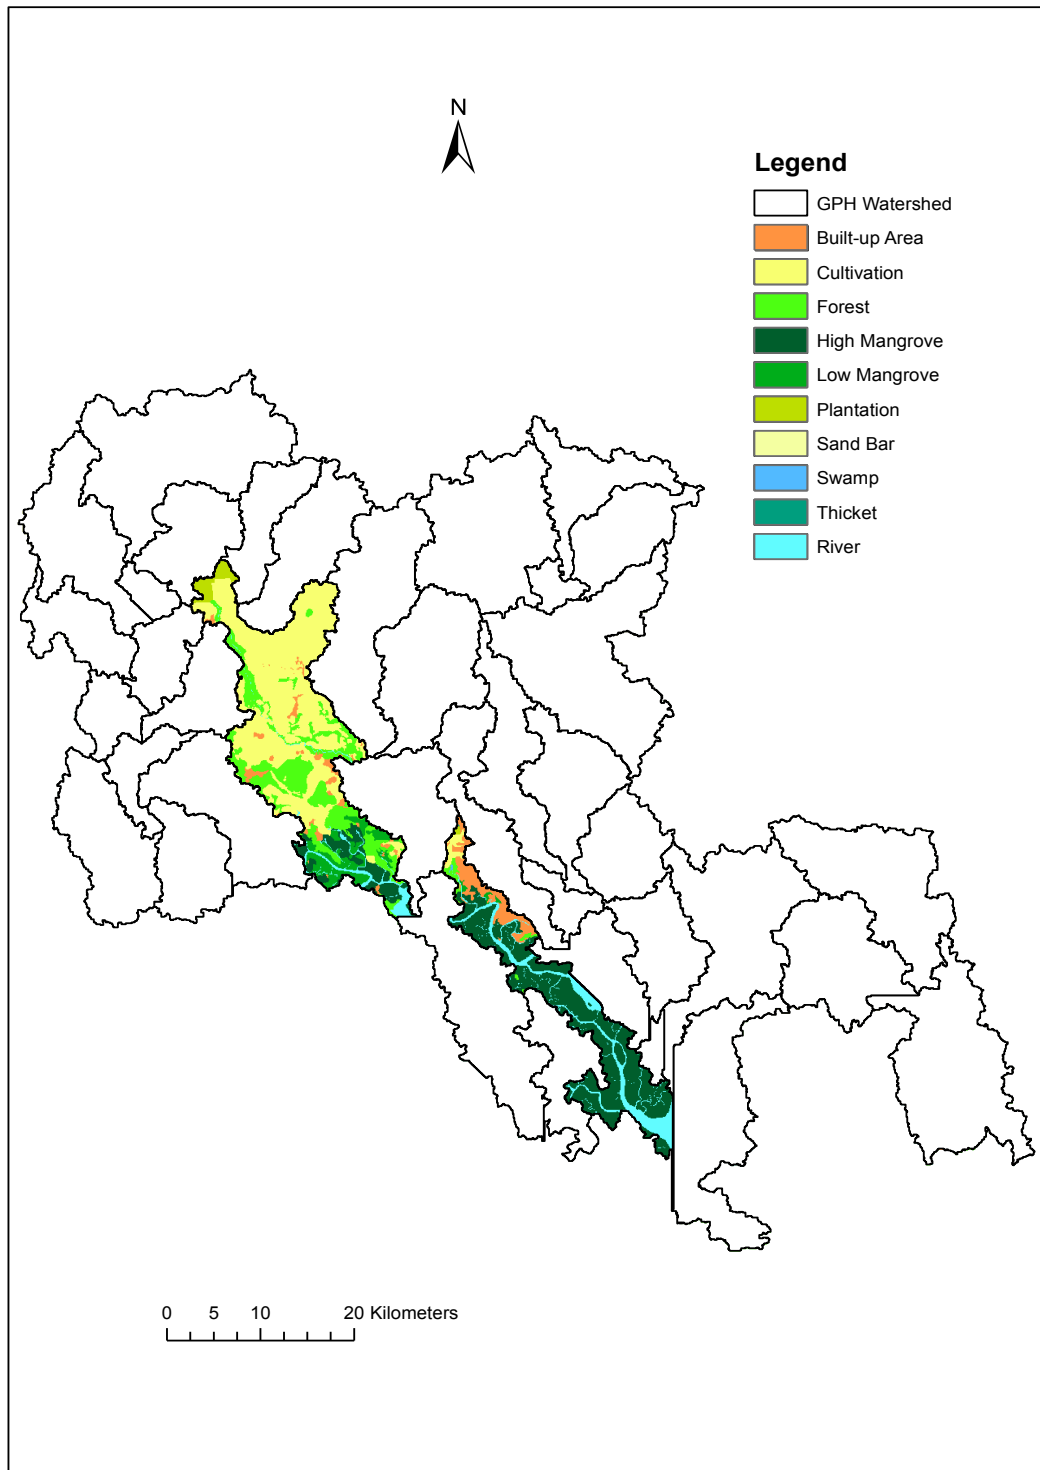 N
Legend
GPH Watershed
Built-up Area
Cultivation
Forest
High Mangrove
Low Mangrove
Plantation
Sand Bar
Swamp
Thicket
River
0 5 10 20 Kilometers